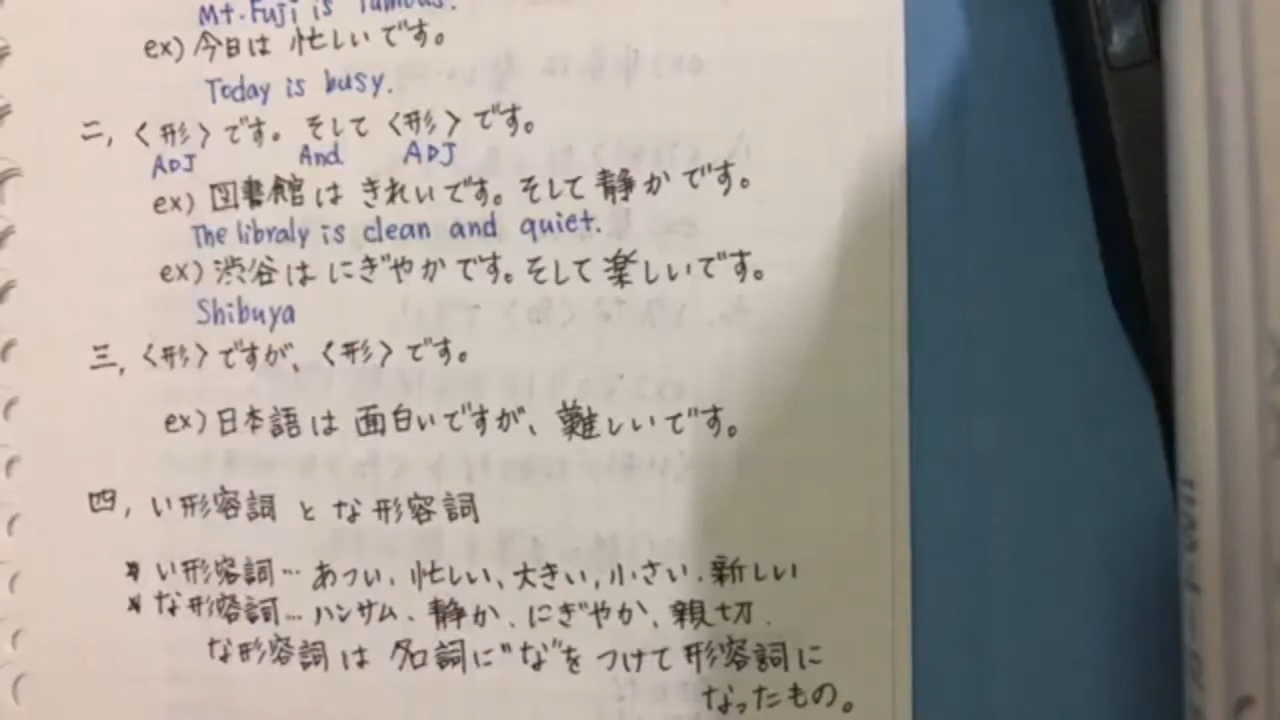 Mt. Fuji is famous.
ex) 今日は 忙しいです。
Today is busy.
二, 〈形〉です。 そして〈形〉です。
ADJ And ADJ
ex) 図書館は きれいです。そして静かです。
The libraly is clean and quiet.
ex) 渋谷は にぎやかです。そして楽しいです。
Shibuya
三, 〈形〉ですが、〈形〉です。
ex) 日本語は 面白いですが、難しいです。
四, い形容詞 と な形容詞
* い形容詞… あつい、忙しい、大きい、小さい、新しい
* な形容詞… ハンサム、静か、にぎやか、親切.
な形容詞は 名詞に"な"をつけて 形容詞に
なったもの。